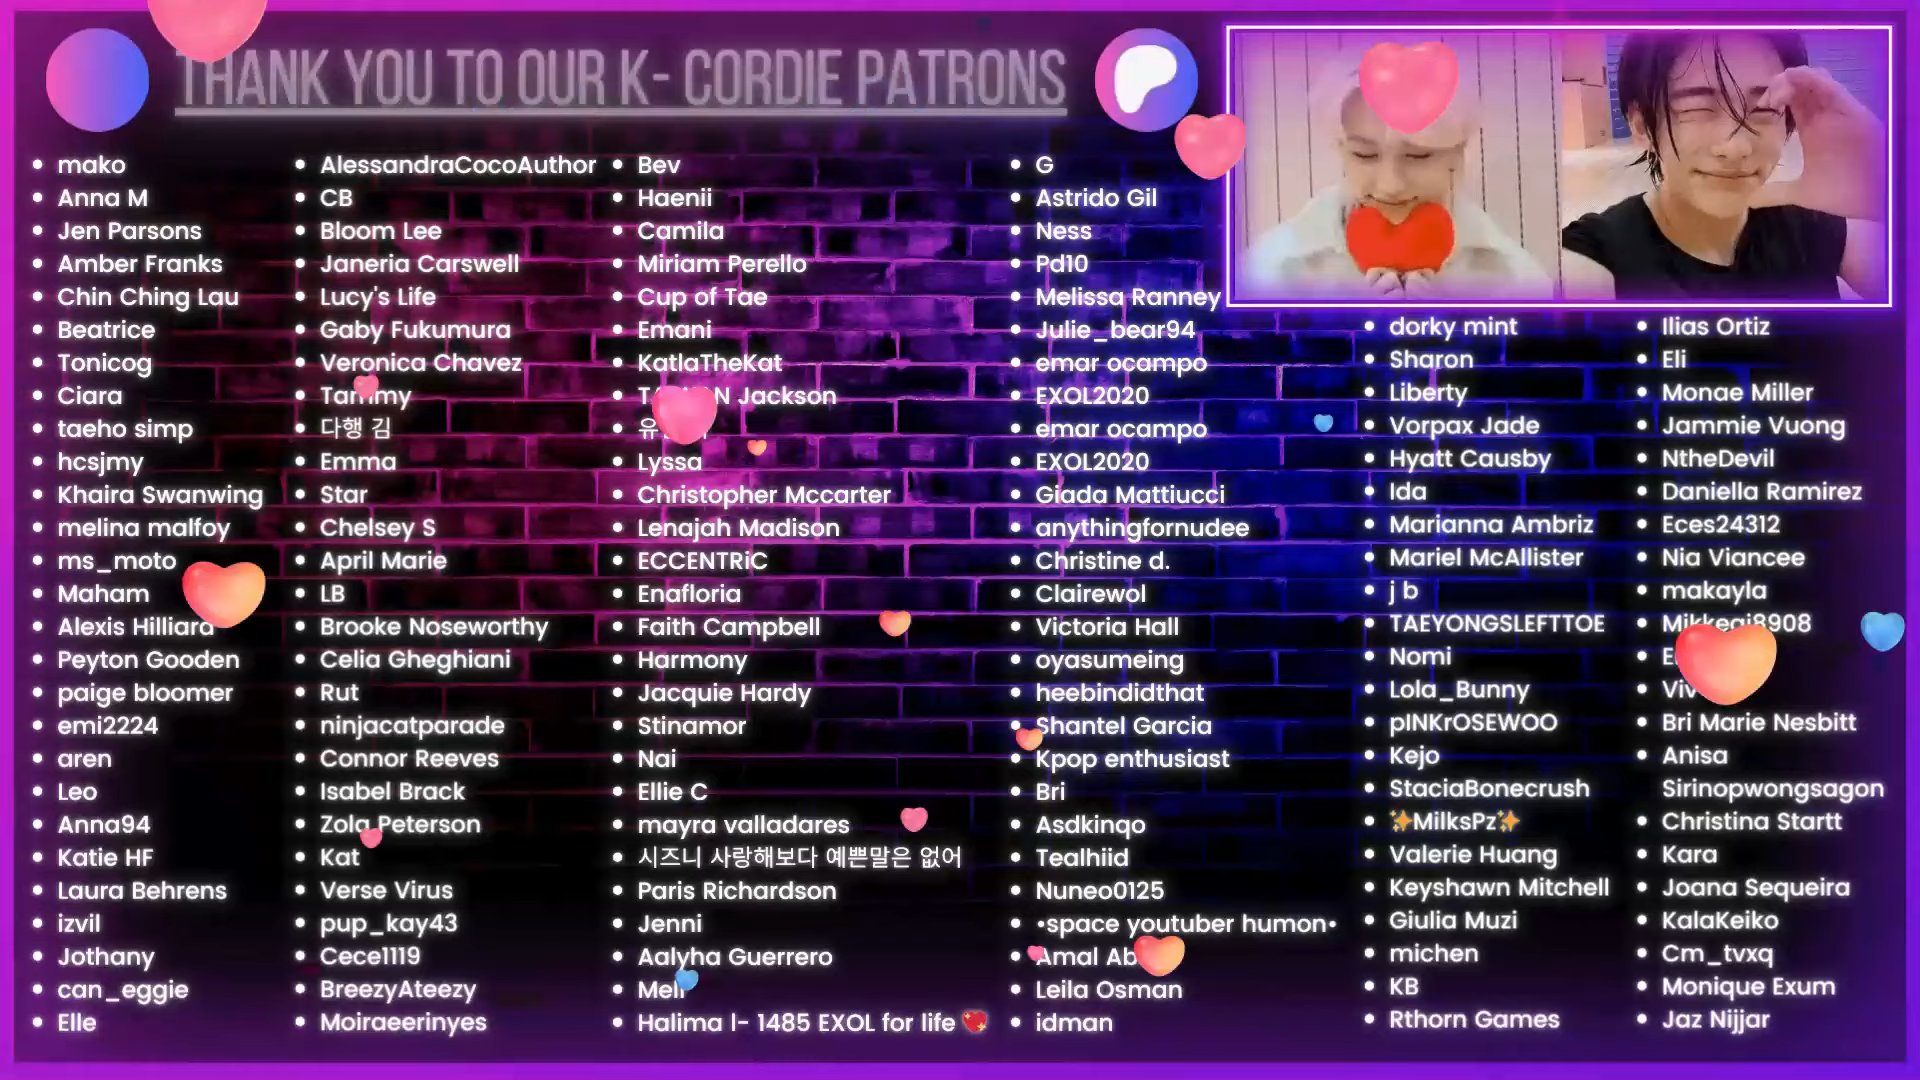 THANK YOU TO OUR K- CORDIE PATRONS
mako
Anna M
Jen Parsons
Amber Franks
Chin Ching Lau
Beatrice
Tonicog
Ciara
taeho simp
hcsjmy
Khaira Swanwing
melina malfoy
ms_moto
Maham
Alexis Hilliard
Peyton Gooden
paige bloomer
emi2224
aren
Leo
Anna94
Katie HF
Laura Behrens
izvil
Jothany
can_eggie
Elle
AlessandraCocoAuthor
CB
Bloom Lee
Janeria Carswell
Lucy's Life
Gaby Fukumura
Veronica Chavez
Tammy
다행 김
Emma
Star
Chelsey S
April Marie
LB
Brooke Noseworthy
Celia Gheghiani
Rut
ninjacatparade
Connor Reeves
Isabel Brack
Zola Peterson
Kat
Verse Virus
pup_kay43
Cece1119
BreezyAteezy
Moiraeerinyes
Bev
Haenii
Camila
Miriam Perello
Cup of Tae
Emani
KatlaTheKat
Jackson
Lyssa
Christopher Mccarter
Lenajah Madison
ECCENTRiC
Enafloria
Faith Campbell
Harmony
Jacquie Hardy
Stinamor
Nai
Ellie C
mayra valladares
시즈니 사랑해보다 예쁜말은 없어
Paris Richardson
Jenni
Aalyha Guerrero
Meli
Halima l- 1485 EXOL for life 💖
G
Astrido Gil
Ness
Pd10
Melissa Ranney
Julie_bear94
emar ocampo
EXOL2020
emar ocampo
EXOL2020
Giada Mattiucci
anythingfornudee
Christine d.
Clairewol
Victoria Hall
oyasumeing
heebindidthat
Shantel Garcia
Kpop enthusiast
Bri
Asdkinqo
Tealhiid
Nuneo0125
•space youtuber humon•
Amal
Leila Osman
idman
dorky mint
Sharon
Liberty
Vorpax Jade
Hyatt Causby
Ida
Marianna Ambriz
Mariel McAllister
j b
TAEYONGSLEFTTOE
Nomi
Lola_Bunny
pINKrOSEWOO
Kejo
StaciaBonecrush
✨MilksPz✨
Valerie Huang
Keyshawn Mitchell
Giulia Muzi
michen
KB
Rthorn Games
Ilias Ortiz
Eli
Monae Miller
Jammie Vuong
NtheDevil
Daniella Ramirez
Eces24312
Nia Viancee
makayla
Bri Marie Nesbitt
Anisa
Sirinopwongsagon
Christina Startt
Kara
Joana Sequeira
KalaKeiko
Cm_tvxq
Monique Exum
Jaz Nijjar